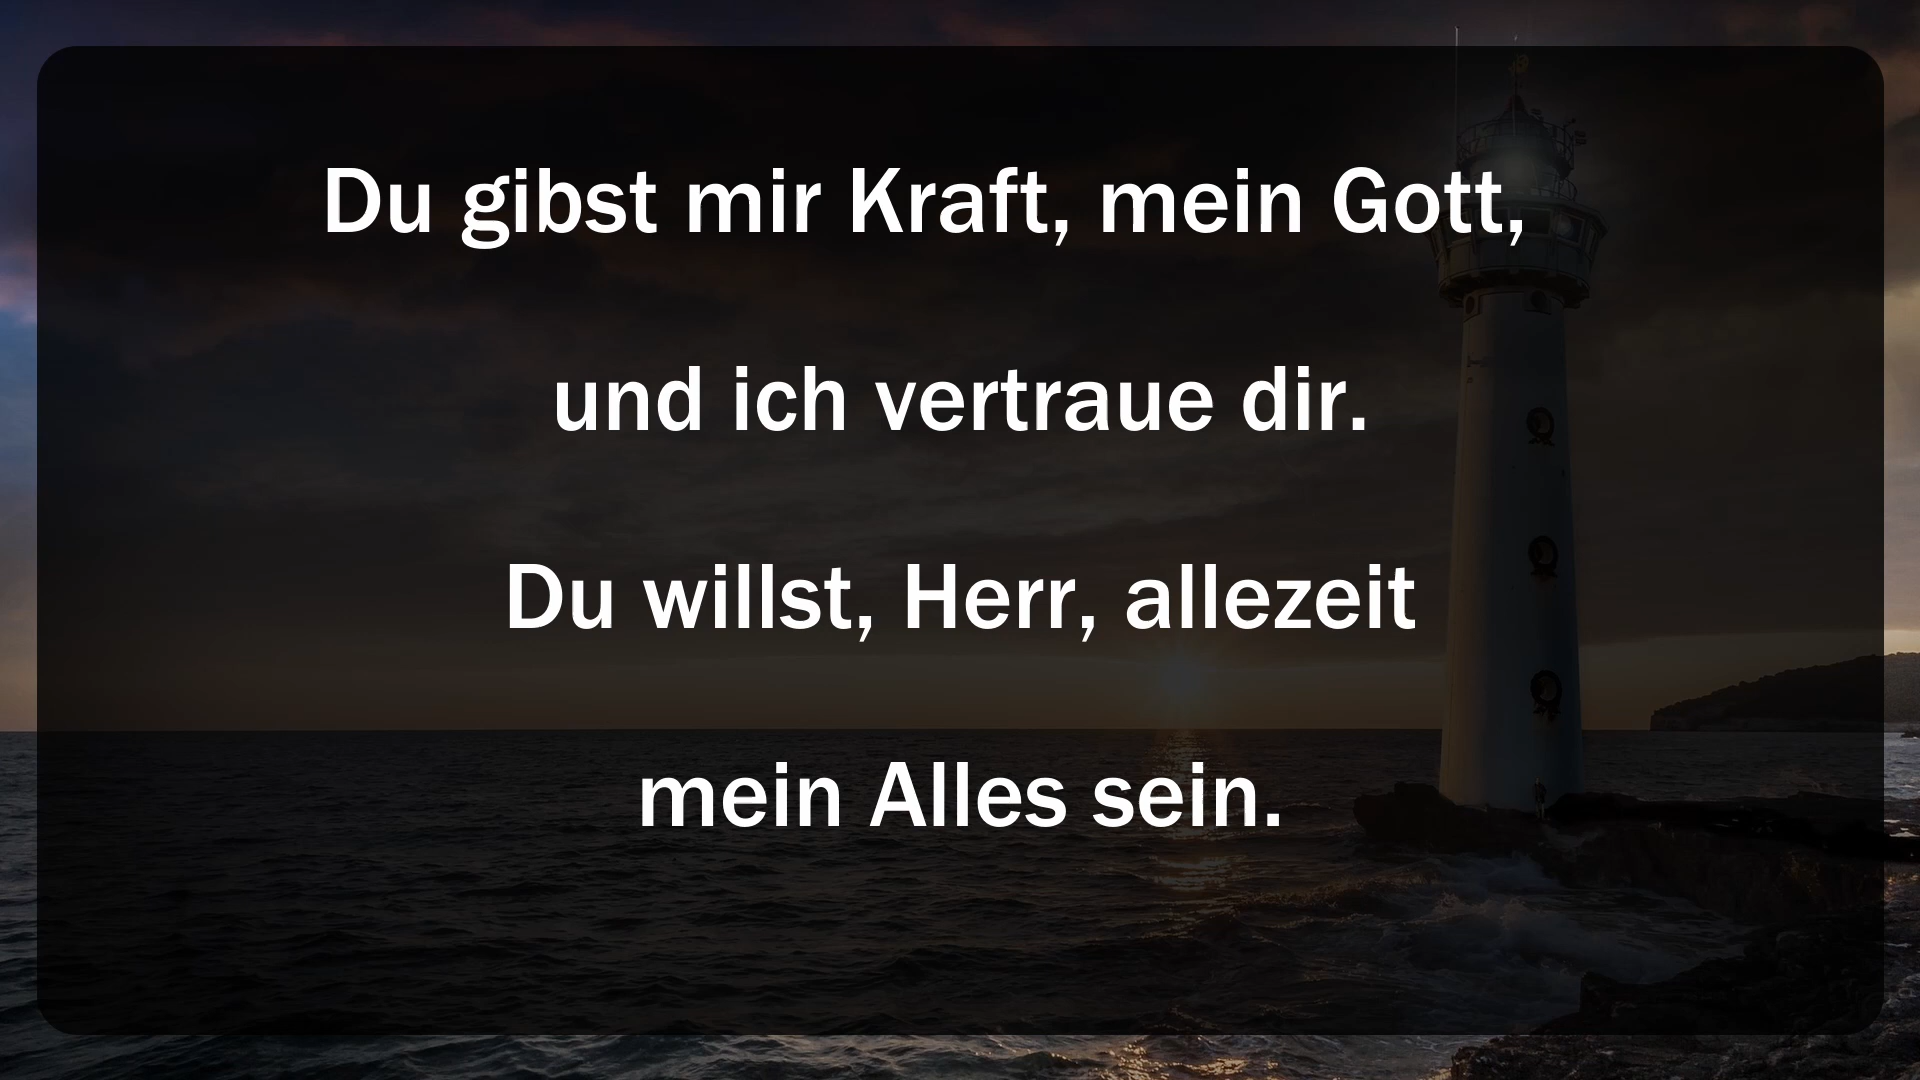 Du gibst mir Kraft, mein Gott,
und ich vertraue dir.
Du willst, Herr, allezeit
mein Alles sein.